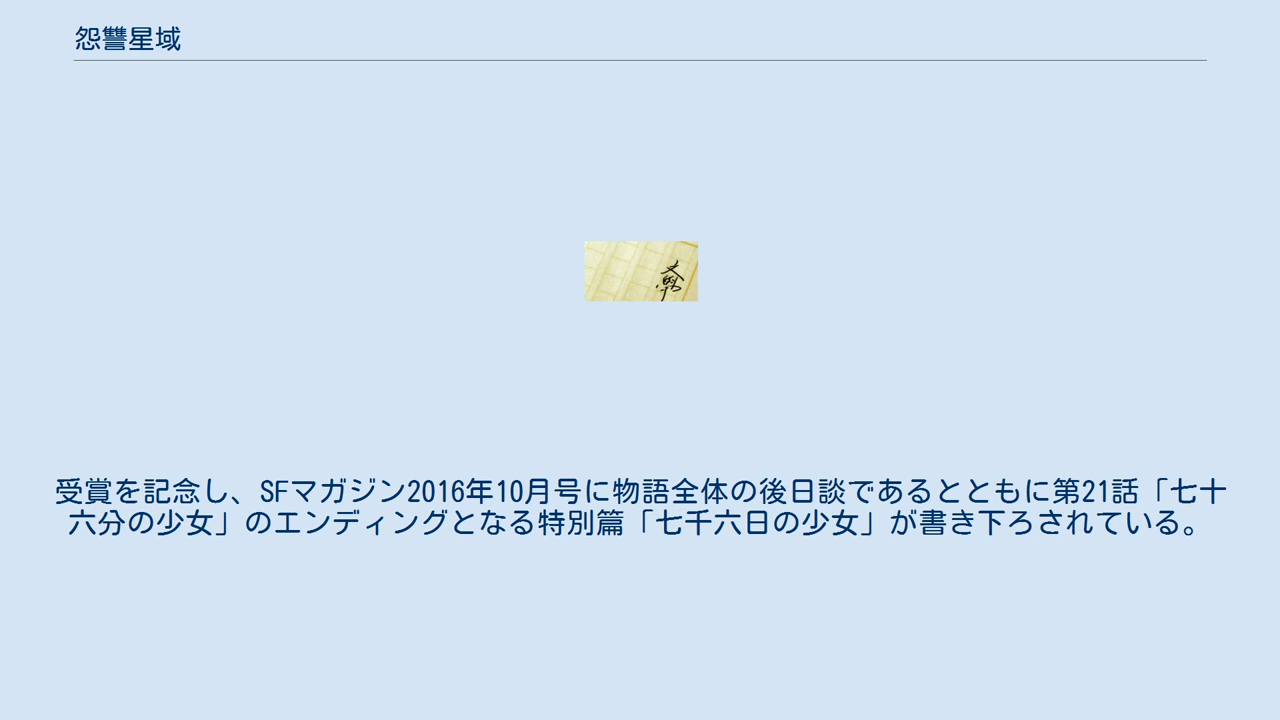 怨讐星域
受賞を記念し、SFマガジン2016年10月号に物語全体の後日談であるとともに第21話「七十
六分の少女」のエンディングとなる特別篇「七千六日の少女」が書き下ろされている。